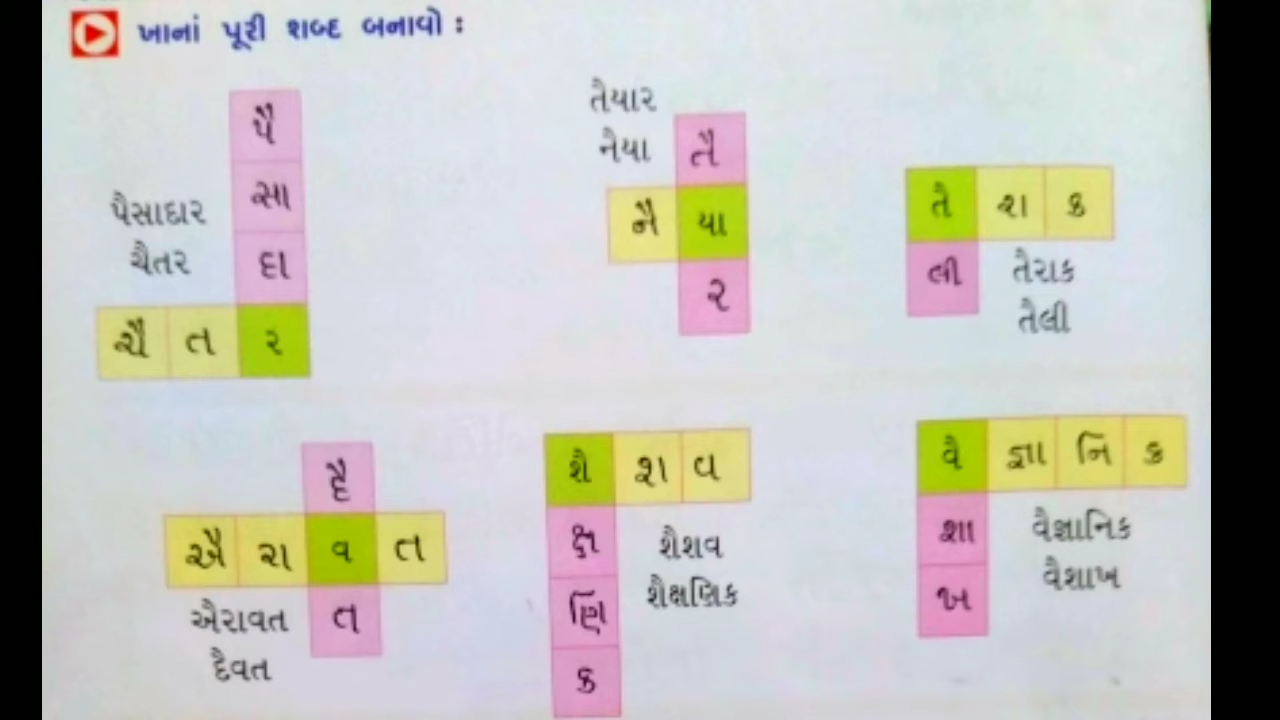 ખાનાં પૂરી શબ્દ બનાવો :
પૈ
સા
દા
ચૈ ત ર
પૈસાદાર
ચૈતર
તૈયાર
નૈયા
તૈ
નૈ યા
ર
તૈ રા ક
લી
તૈરાક
તૈલી
દૈ
ઐ રા વ ત
ત
ઐરાવત
દૈવત
શૈ શ વ
ક્ષ
ણિ
ક
શૈશવ
શૈક્ષણિક
વૈ જ્ઞા નિ ક
શા
ખ
વૈજ્ઞાનિક
વૈશાખ